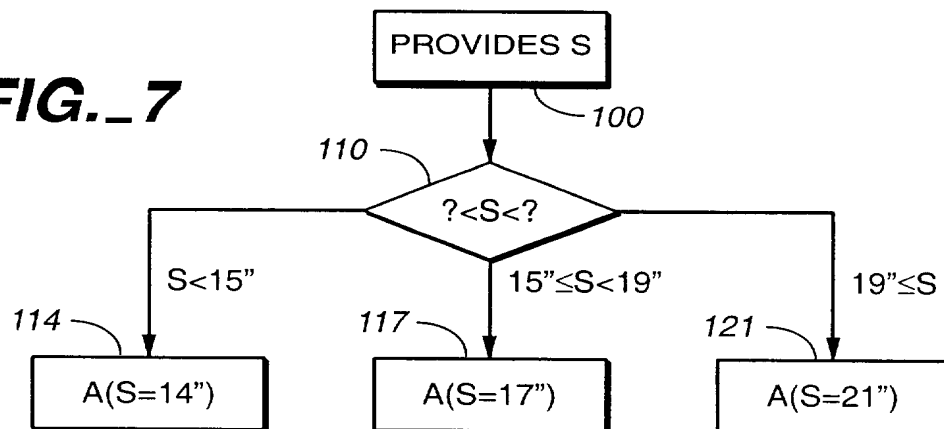 PROVIDES S
FIG._7
100
110
?<S<?
S<15”
15”≤S<19”
19”≤S
114
117
121
A(S=14”)
A(S=17”)
A(S=21”)